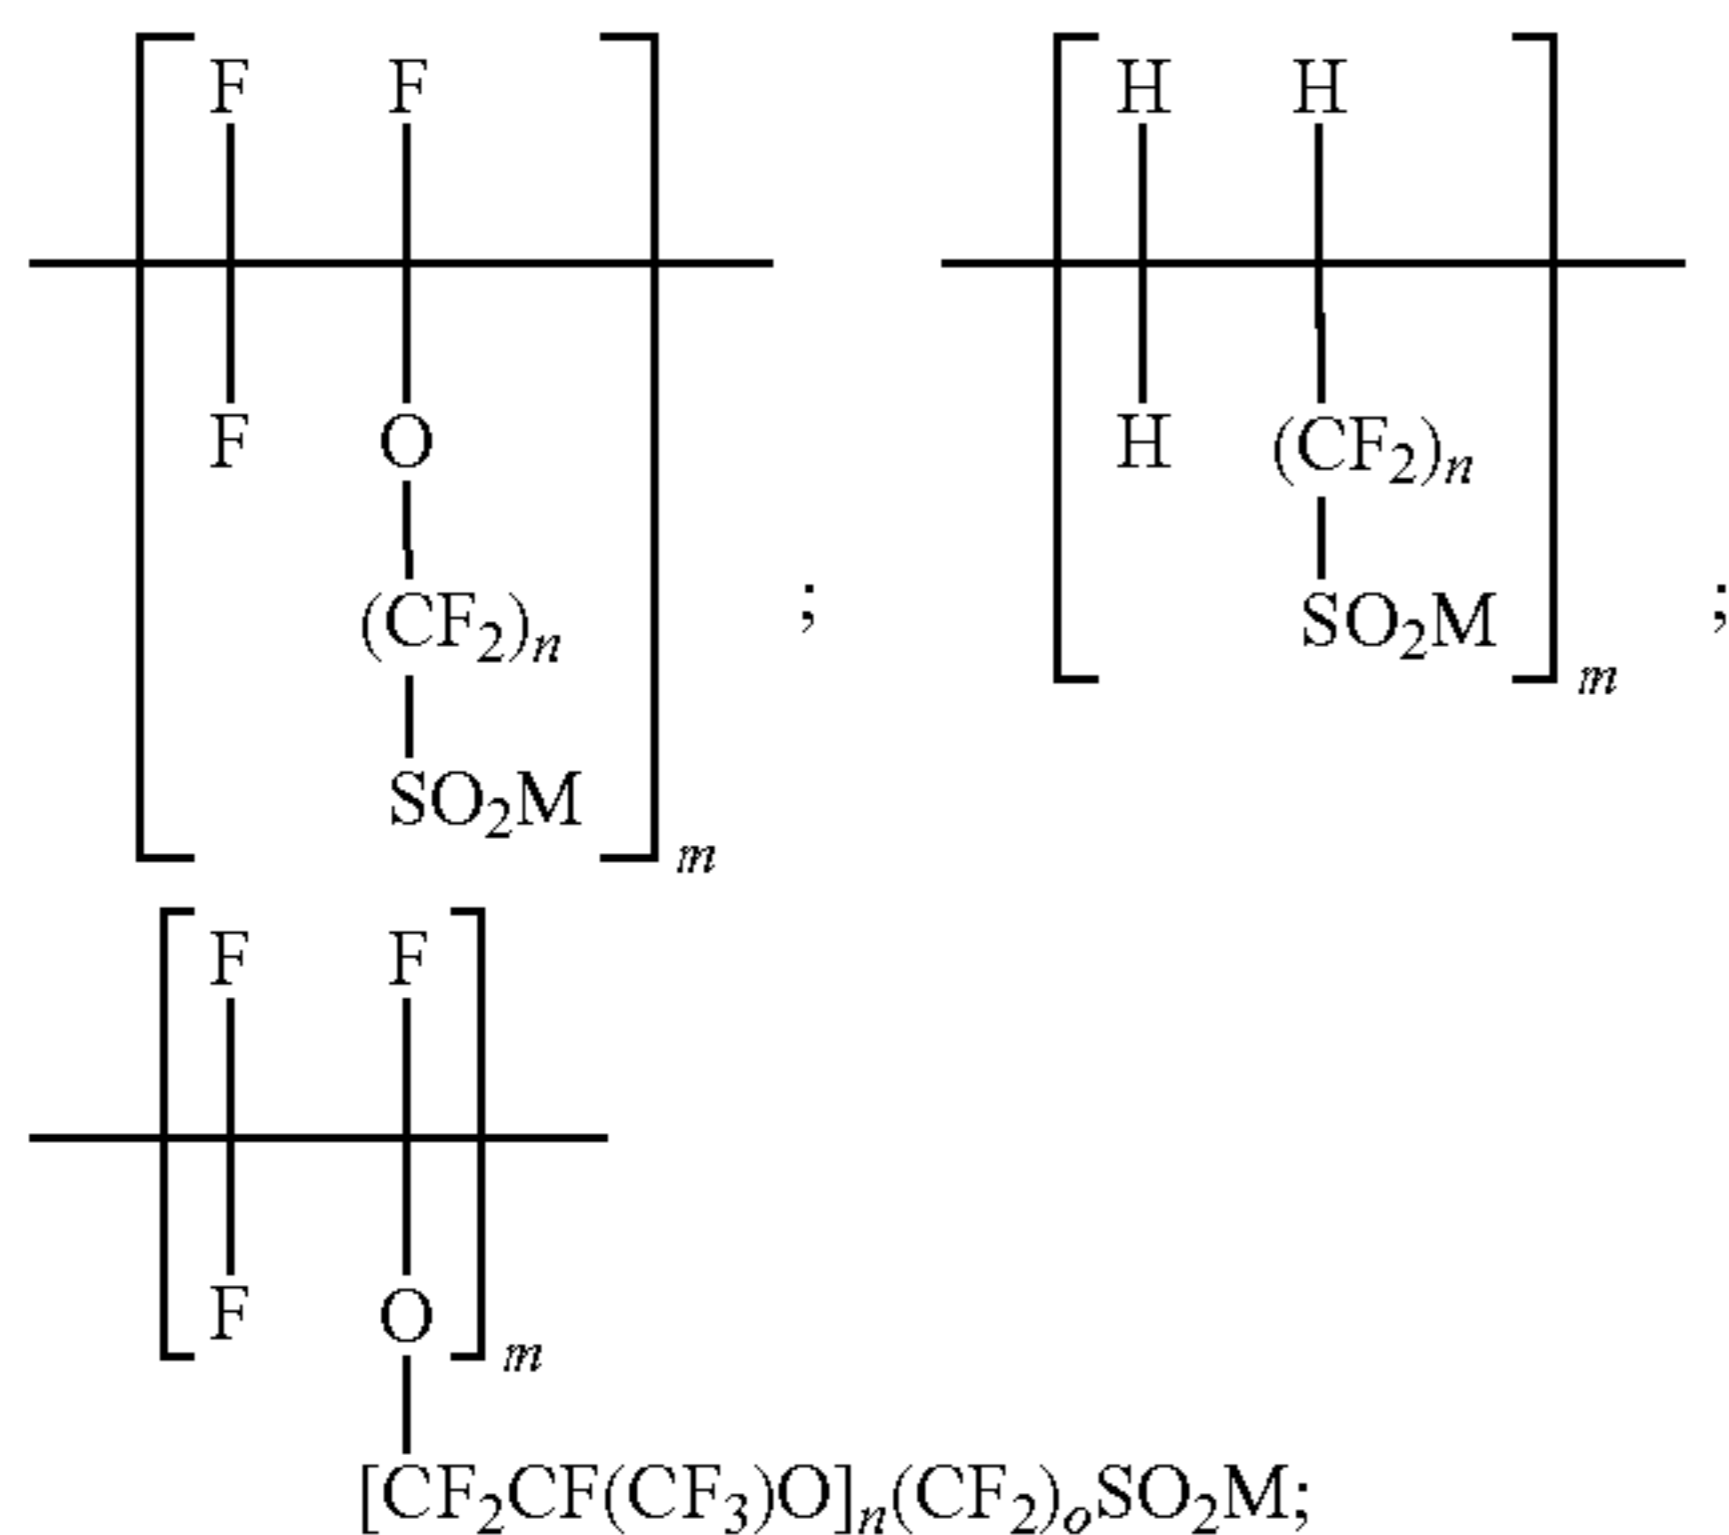 F F H H
F O H (CF2)n
(CF2)n ; SO2M ;
m
SO2M
m
F F
F O
m
[CF2CF(CF3)O]n(CF2)oSO2M;